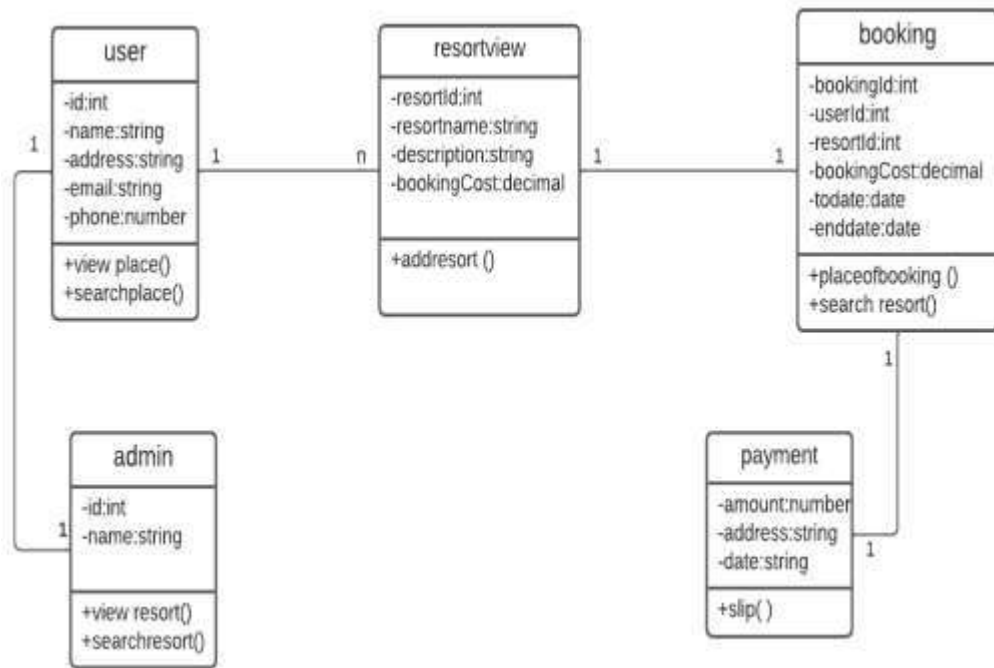 user
-id:int
-name:string
-address:string
-email:string
-phone:number
+view place()
+searchplace()
1
1
n
resortview
-resortId:int
-resortname:string
-description:string
-bookingCost:decimal
+addresort ()
1
1
booking
-bookingId:int
-userId:int
-resortId:int
-bookingCost:decimal
-todate:date
-enddate:date
+placeofbooking ()
+search resort()
1
admin
-id:int
-name:string
+view resort()
+searchresort()
1
payment
-amount:number
-address:string
-date:string
+slip( )
1